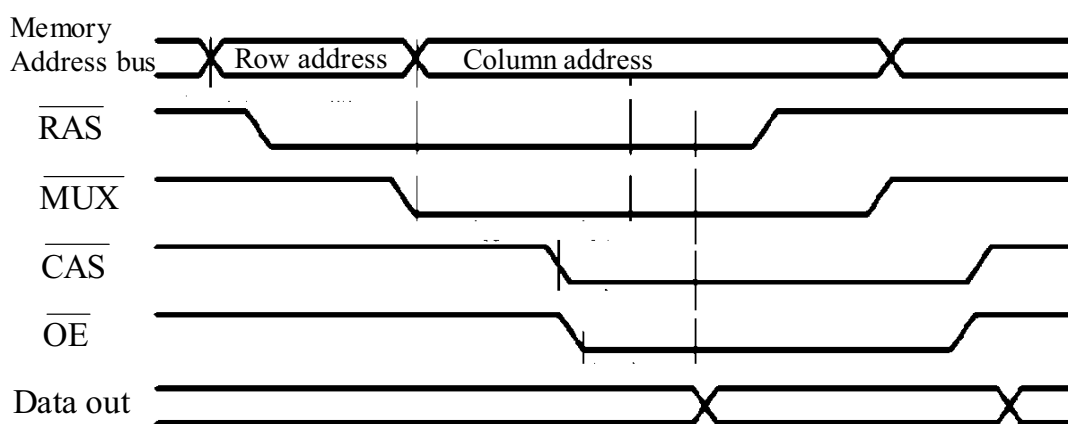 Memory
Address bus
Row address
Column address
RAS
MUX
CAS
OE
Data out